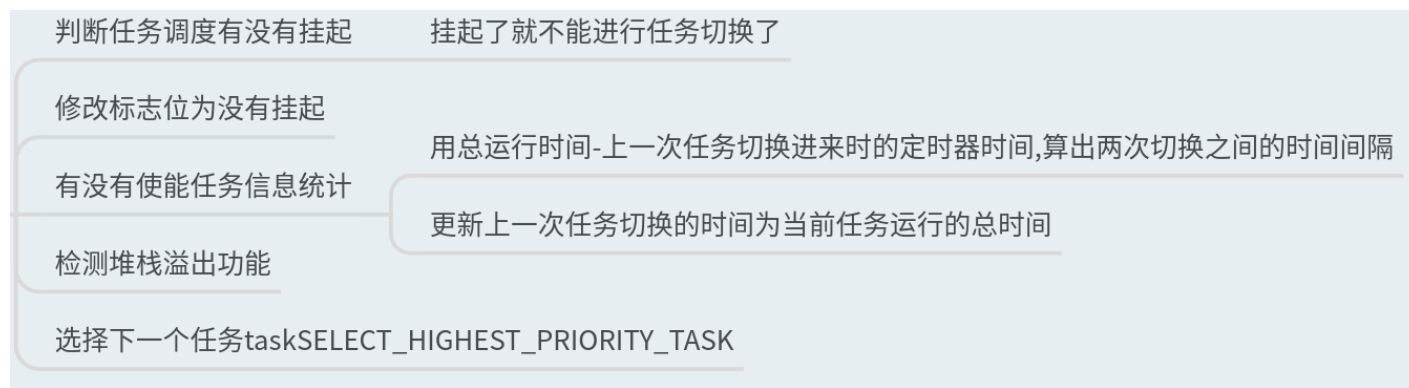 判断任务调度有没有挂起
挂起了就不能进行任务切换了
修改标志位为没有挂起
有没有使能任务信息统计
用总运行时间-上一次任务切换进来时的定时器时间,算出两次切换之间的时间间隔
更新上一次任务切换的时间为当前任务运行的总时间
检测堆栈溢出功能
选择下一个任务taskSELECT_HIGHEST_PRIORITY_TASK